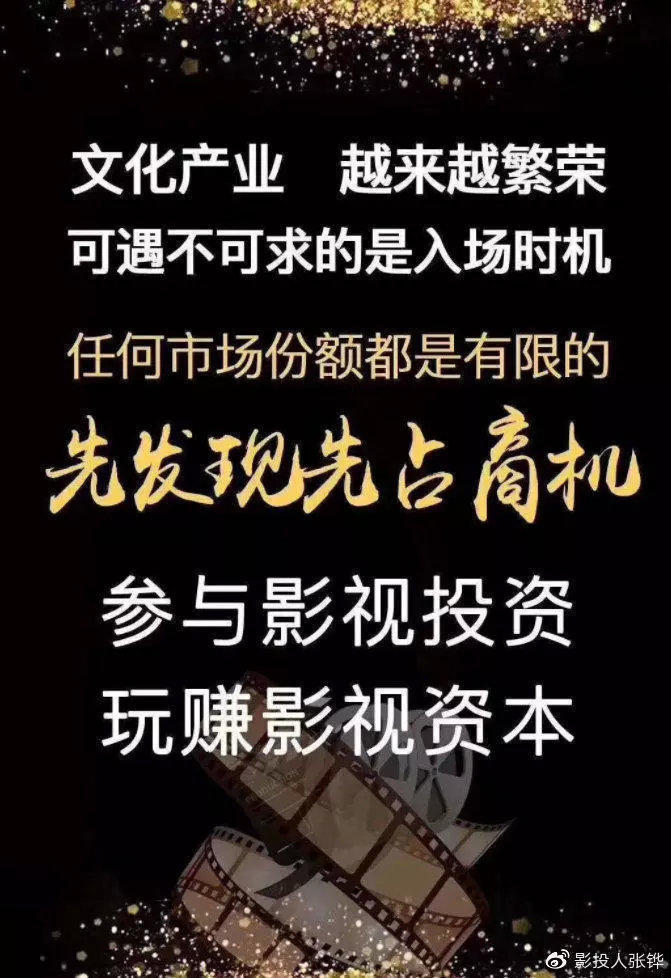 文化产业 越来越繁荣
可遇不可求的是入场时机
任何市场份额都是有限的
先发现先占商机
参与影视投资
玩赚影视资本
影投人张铧